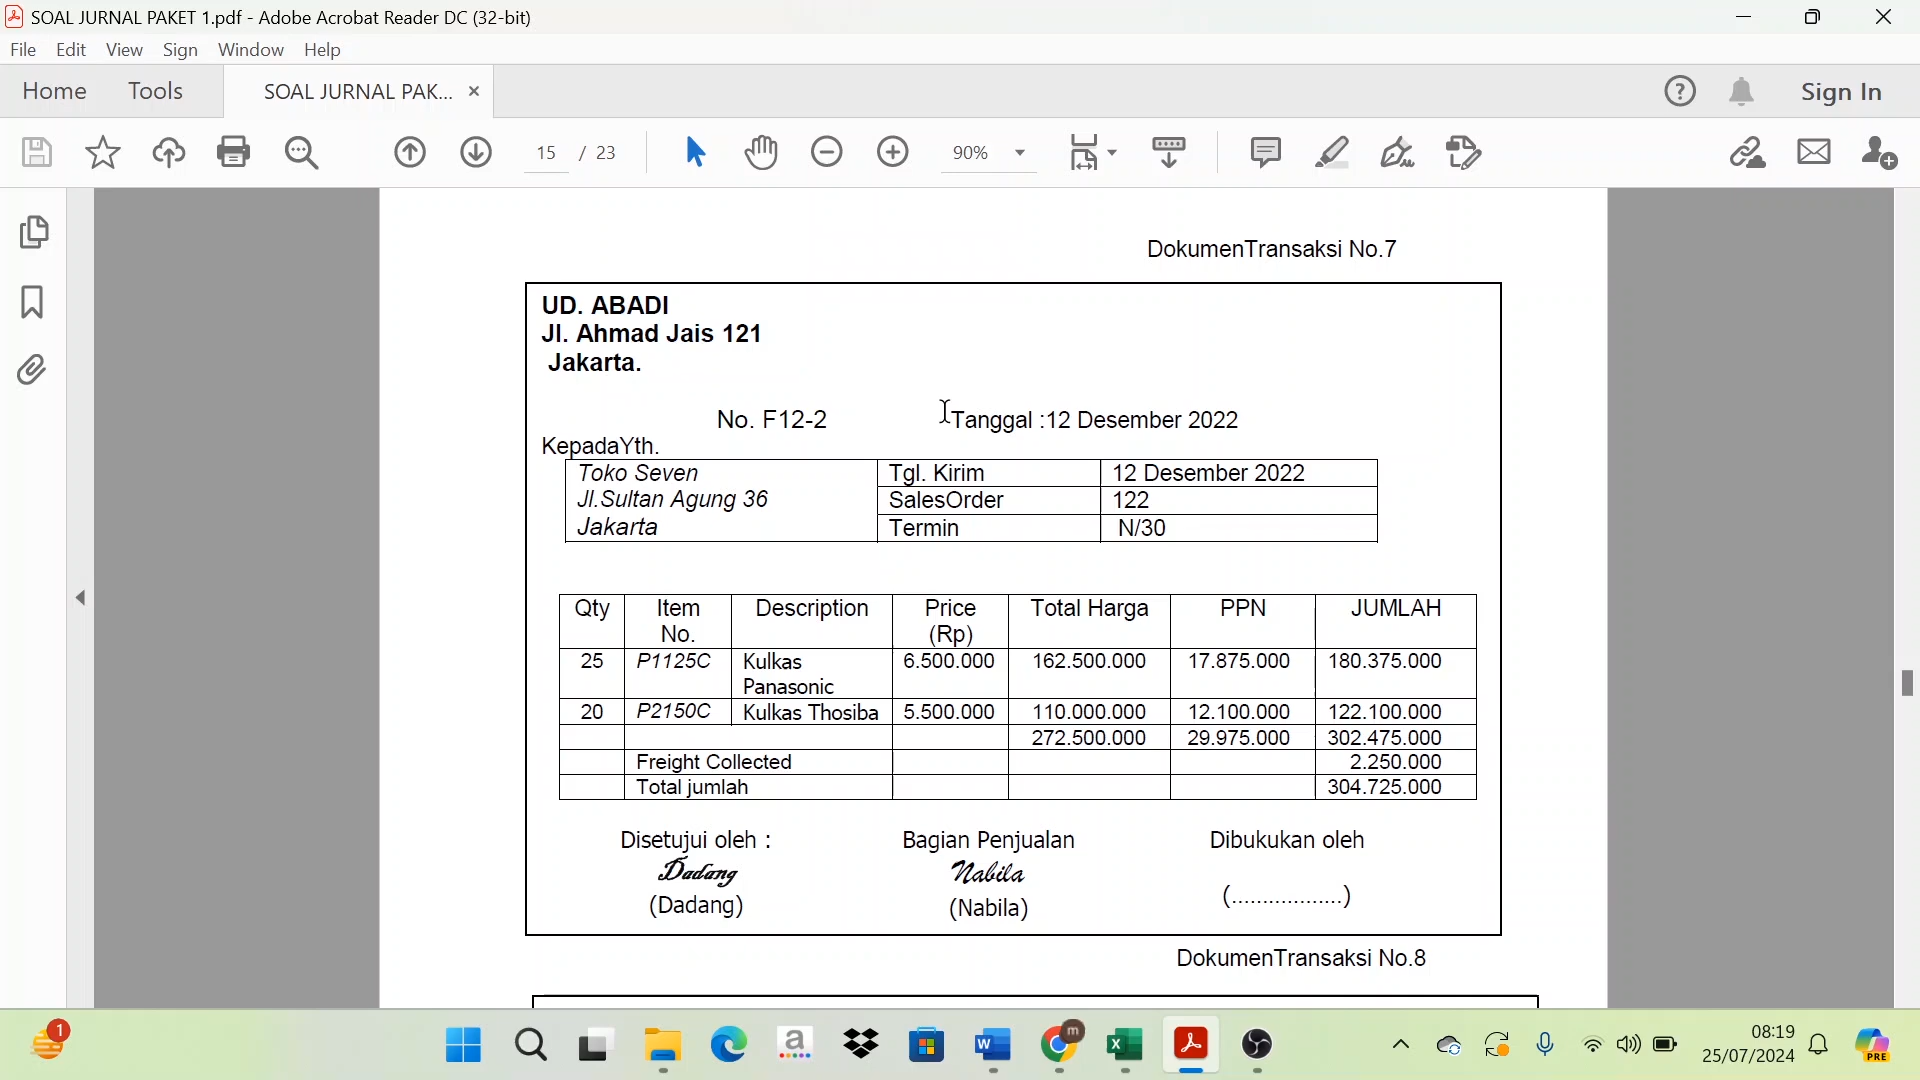 SOAL JURNAL PAKET 1.pdf - Adobe Acrobat Reader DC (32-bit)
File Edit View Sign Window Help
Home Tools SOAL JURNAL PAK... × Sign In
15 / 23 90%
DokumenTransaksi No.7
UD. ABADI
Jl. Ahmad Jais 121
Jakarta.
No. F12-2 Tanggal :12 Desember 2022
KepadaYth.
Toko Seven Tgl. Kirim 12 Desember 2022
Jl.Sultan Agung 36 SalesOrder 122
Jakarta Termin N/30
Qty Item No. Description Price (Rp) Total Harga PPN JUMLAH
25 P1125C Kulkas Panasonic 6.500.000 162.500.000 17.875.000 180.375.000
20 P2150C Kulkas Thosiba 5.500.000 110.000.000 12.100.000 122.100.000
272.500.000 29.975.000 302.475.000
Freight Collected 2.250.000
Total jumlah 304.725.000
Disetujui oleh : Bagian Penjualan Dibukukan oleh
Dadang Nabila
(Dadang) (Nabila) (..................)
DokumenTransaksi No.8
1 a W m X PRE
08:19
25/07/2024